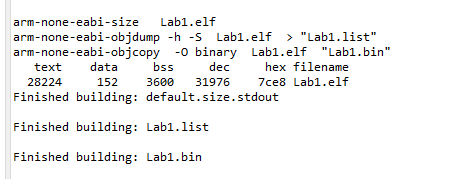 arm-none-eabi-size   Lab1.elf
arm-none-eabi-objdump -h -S  Lab1.elf  > "Lab1.list"
arm-none-eabi-objcopy  -O binary  Lab1.elf  "Lab1.bin"
   text    data     bss     dec     hex filename
  28224     152    3600   31976    7ce8 Lab1.elf
Finished building: default.size.stdout
Finished building: Lab1.list
Finished building: Lab1.bin